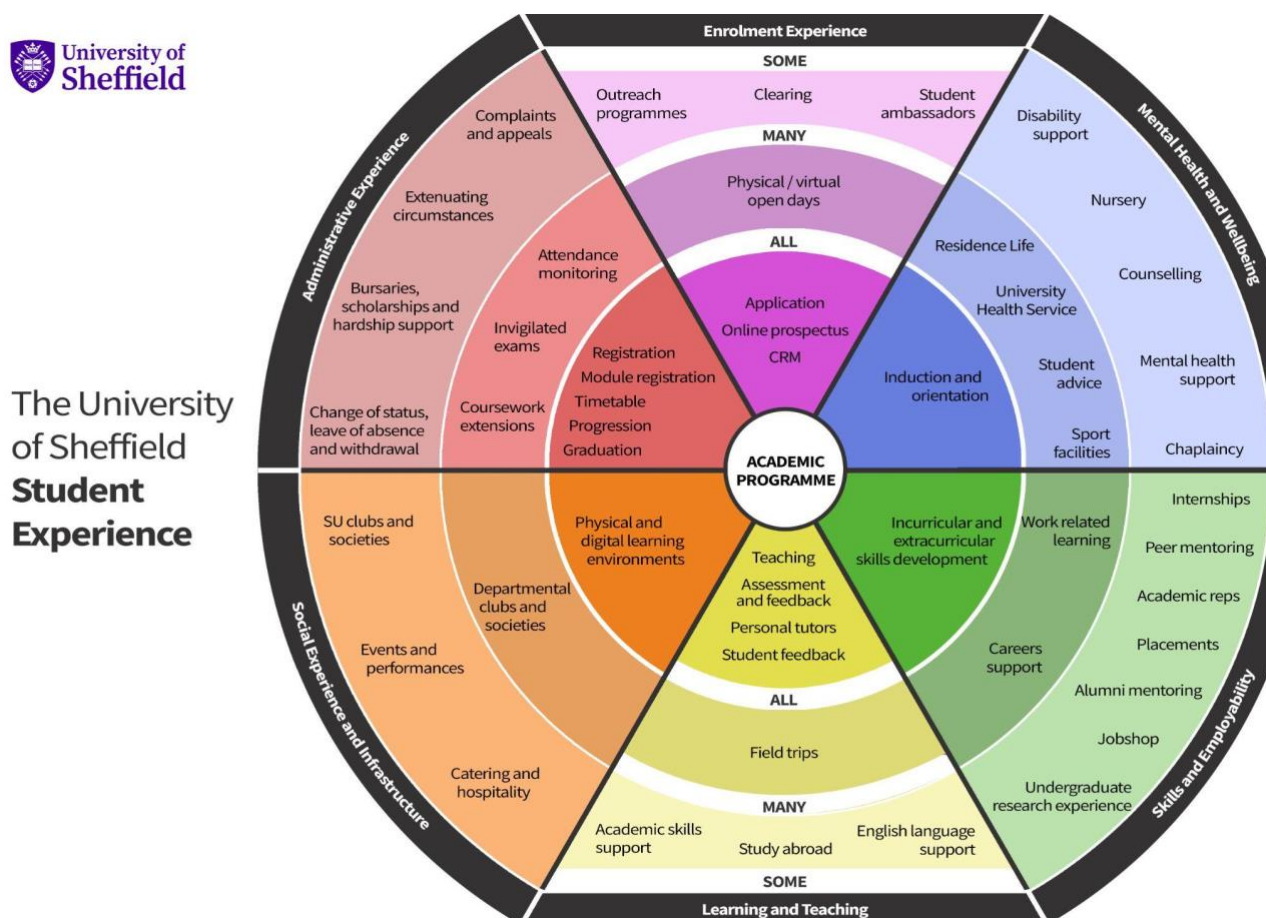 University of
Sheffield
The University
of Sheffield
Student
Experience
Enrolment Experience
SOME
Outreach
programmes
Clearing
Student
ambassadors
MANY
Physical / virtual
open days
ALL
Application
Online prospectus
CRM
Mental Health and Wellbeing
Disability
support
Nursery
Counselling
Mental health
support
Chaplaincy
Residence Life
University
Health Service
Student
advice
Sport
facilities
Induction and
orientation
Skills and Employability
Internships
Peer mentoring
Academic reps
Placements
Alumni mentoring
Jobshop
Undergraduate
research experience
Work related
learning
Careers
support
Incurricular and
extracurricular
skills development
Learning and Teaching
Teaching
Assessment
and feedback
Personal tutors
Student feedback
ALL
Field trips
MANY
Academic skills
support
Study abroad
English language
support
SOME
Social Experience and Infrastructure
SU clubs and
societies
Events and
performances
Catering and
hospitality
Departmental
clubs and
societies
Physical and
digital learning
environments
Administrative Experience
Complaints
and appeals
Extenuating
circumstances
Bursaries,
scholarships and
hardship support
Change of status,
leave of absence
and withdrawal
Attendance
monitoring
Invigilated
exams
Coursework
extensions
Registration
Module registration
Timetable
Progression
Graduation
ACADEMIC
PROGRAMME